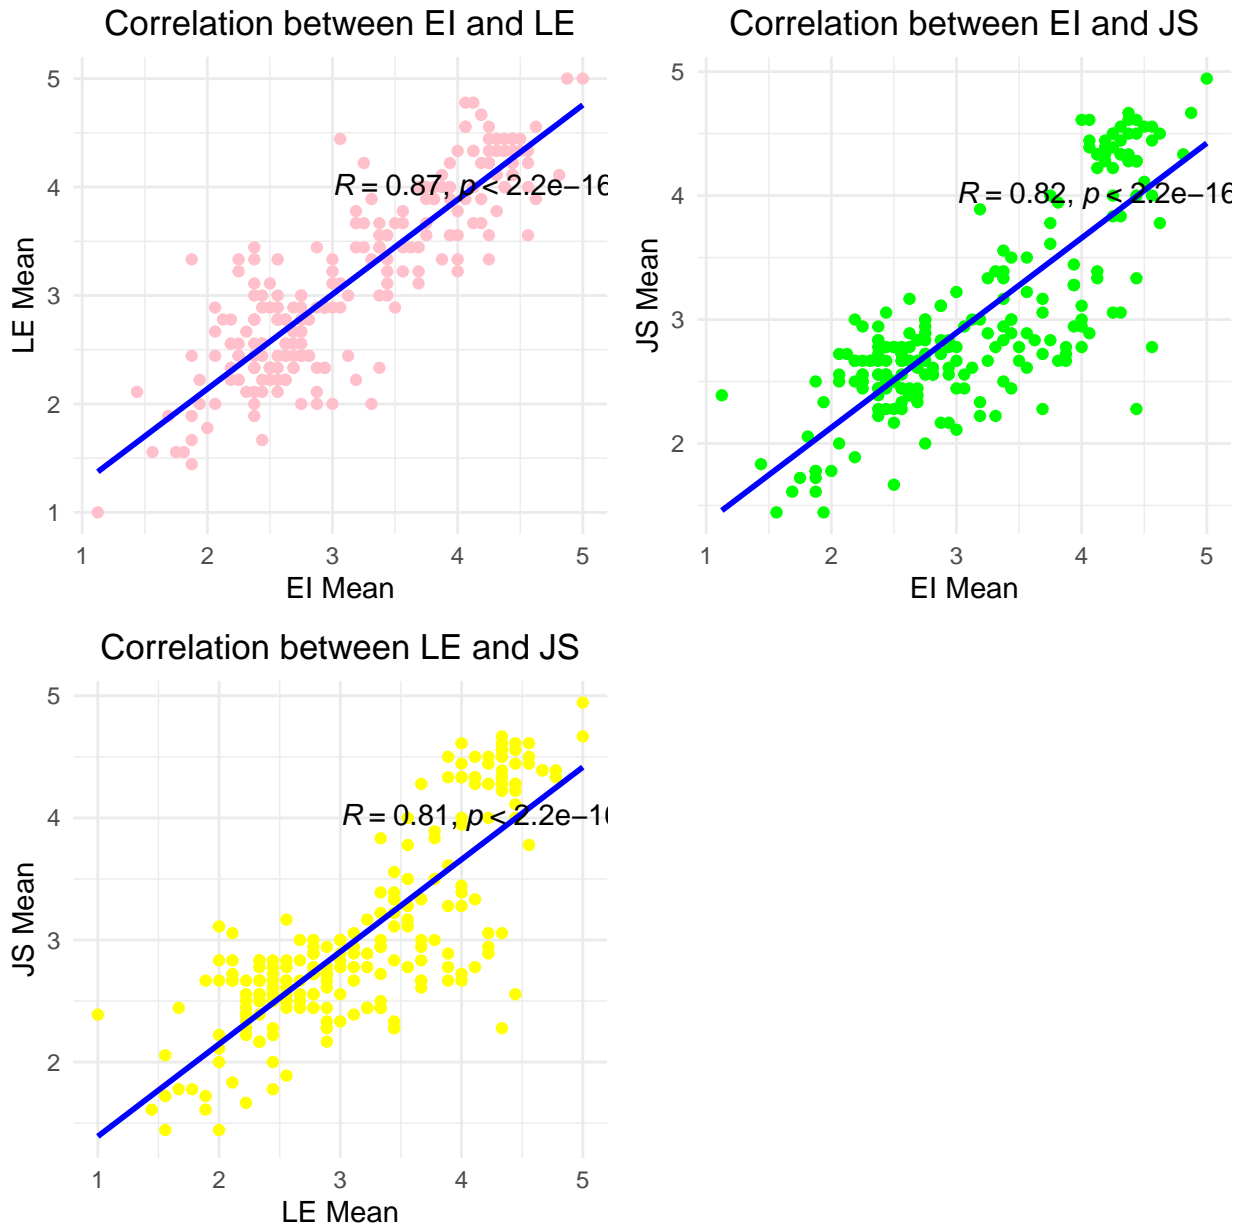 Correlation between EI and LE
5
4
3
2
1
LE Mean
R = 0.87, p < 2.2e−16
1 2 3 4 5
EI Mean
Correlation between EI and JS
5
4
3
2
JS Mean
R = 0.82, p < 2.2e−16
1 2 3 4 5
EI Mean
Correlation between LE and JS
5
4
3
2
JS Mean
R = 0.81, p < 2.2e−16
1 2 3 4 5
LE Mean